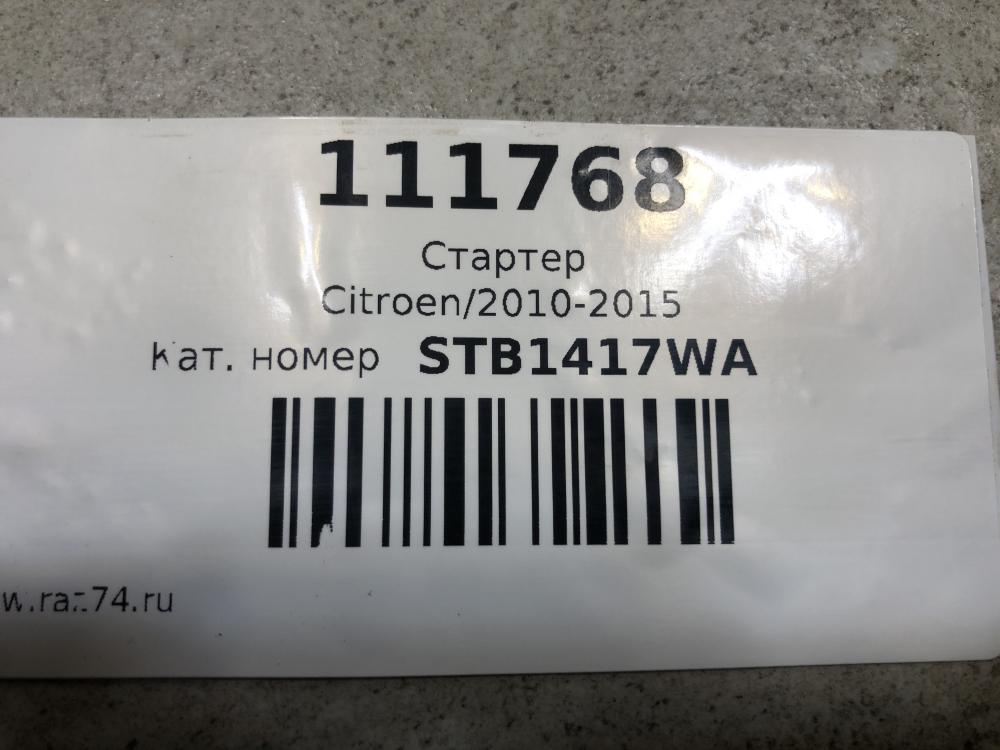 111768
Стартер
Citroen/2010-2015
Кат. номер STB1417WA